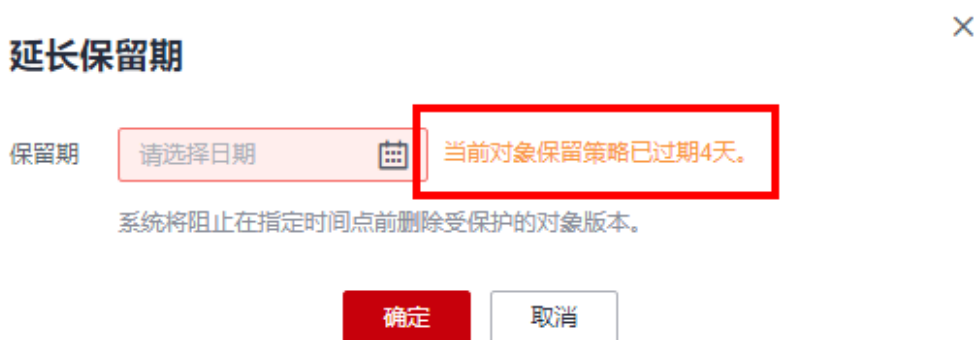 延长保留期
保留期 请选择日期 当前对象保留策略已过期4天。
系统将阻止在指定时间点前删除受保护的对象版本。
确定 取消